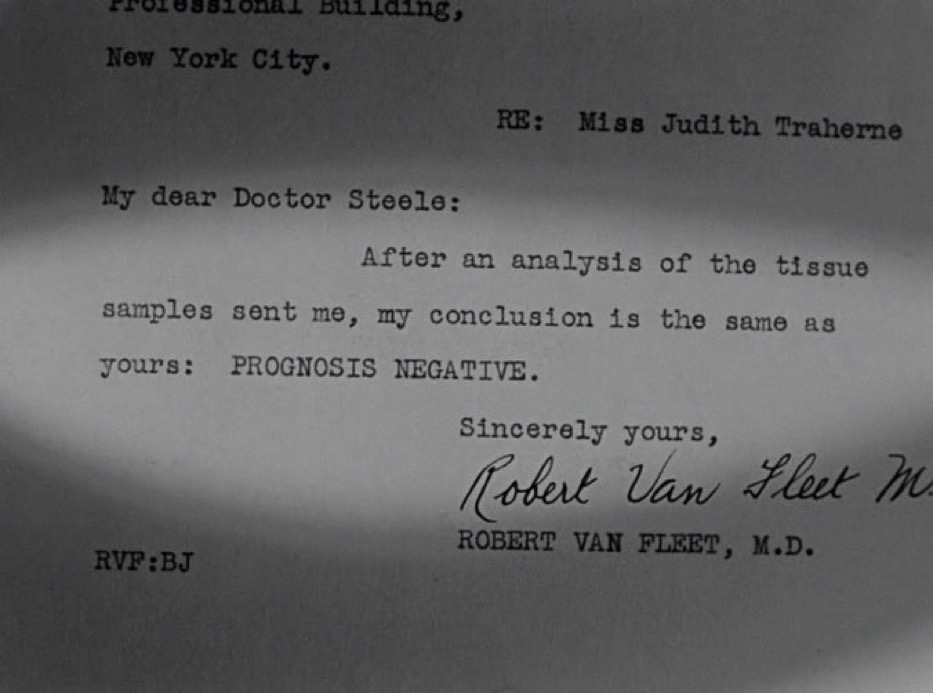 Professional Building,
New York City.
RE: Miss Judith Traherne
My dear Doctor Steele:
After an analysis of the tissue
samples sent me, my conclusion is the same as
yours: PROGNOSIS NEGATIVE.
Sincerely yours,
Robert Van Fleet M.
ROBERT VAN FLEET, M.D.
RVF:BJ